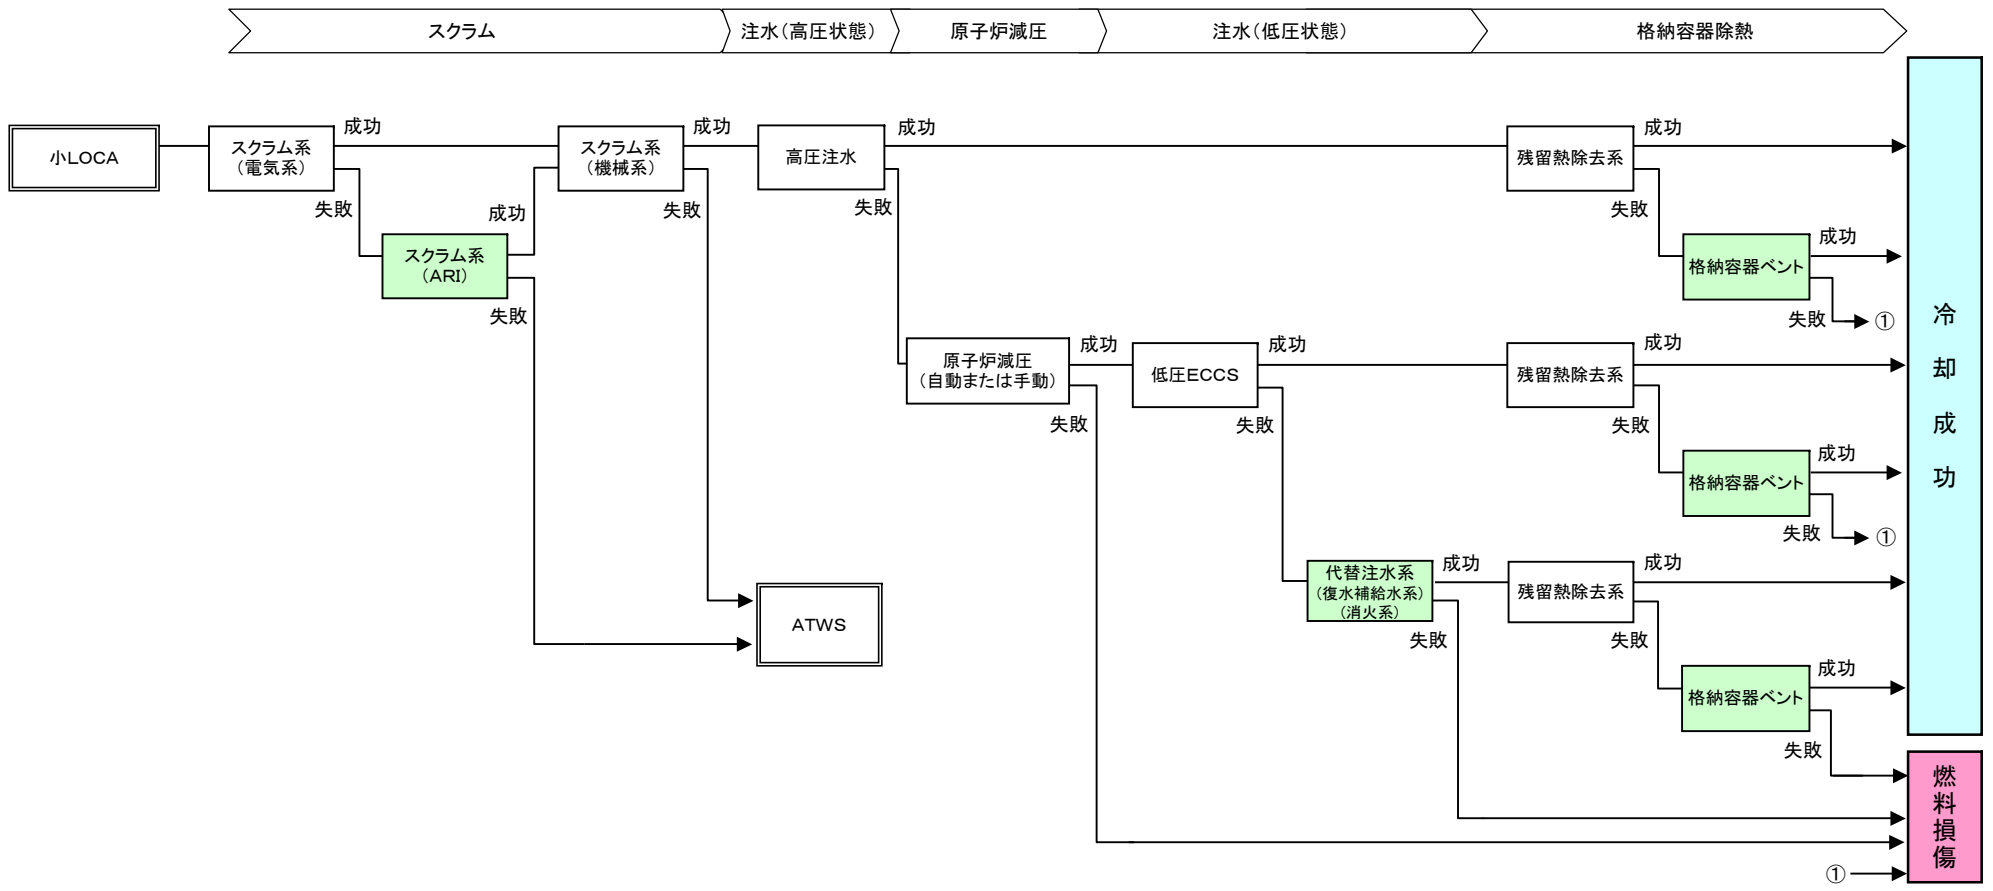 スクラム
注水（高圧状態）
原子炉減圧
注水（低圧状態）
格納容器除熱
小LOCA
スクラム系
（電気系）
成功
失敗
スクラム系
（ARI）
成功
失敗
スクラム系
（機械系）
成功
失敗
高圧注水
成功
失敗
残留熱除去系
成功
失敗
格納容器ベント
成功
失敗
①
原子炉減圧
（自動または手動）
成功
失敗
低圧ECCS
成功
失敗
残留熱除去系
成功
失敗
格納容器ベント
成功
失敗
①
代替注水系
（復水補給水系）
（消火系）
成功
失敗
残留熱除去系
成功
失敗
格納容器ベント
成功
失敗
ATWS
冷却成功
燃料損傷
①